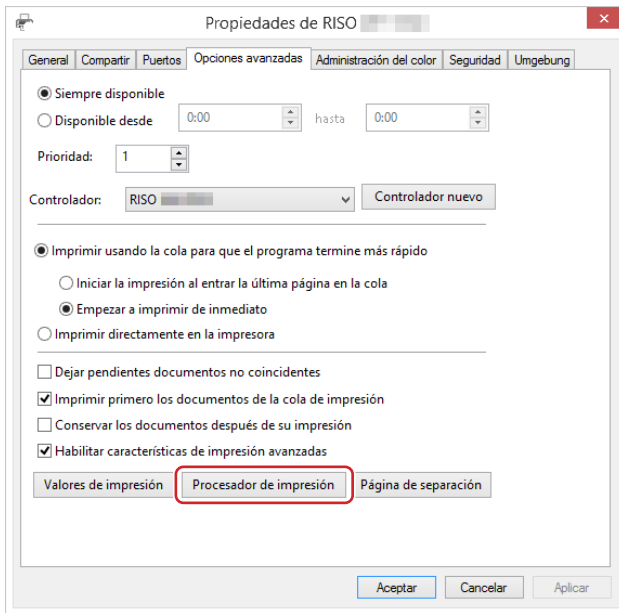 Propiedades de RISO
General Compartir Puertos Opciones avanzadas Administración del color Seguridad Umgebung
Siempre disponible
Disponible desde 0:00 hasta 0:00
Prioridad: 1
Controlador: RISO Controlador nuevo
Imprimir usando la cola para que el programa termine más rápido
Iniciar la impresión al entrar la última página en la cola
Empezar a imprimir de inmediato
Imprimir directamente en la impresora
Dejar pendientes documentos no coincidentes
Imprimir primero los documentos de la cola de impresión
Conservar los documentos después de su impresión
Habilitar características de impresión avanzadas
Valores de impresión Procesador de impresión Página de separación
Aceptar Cancelar Aplicar